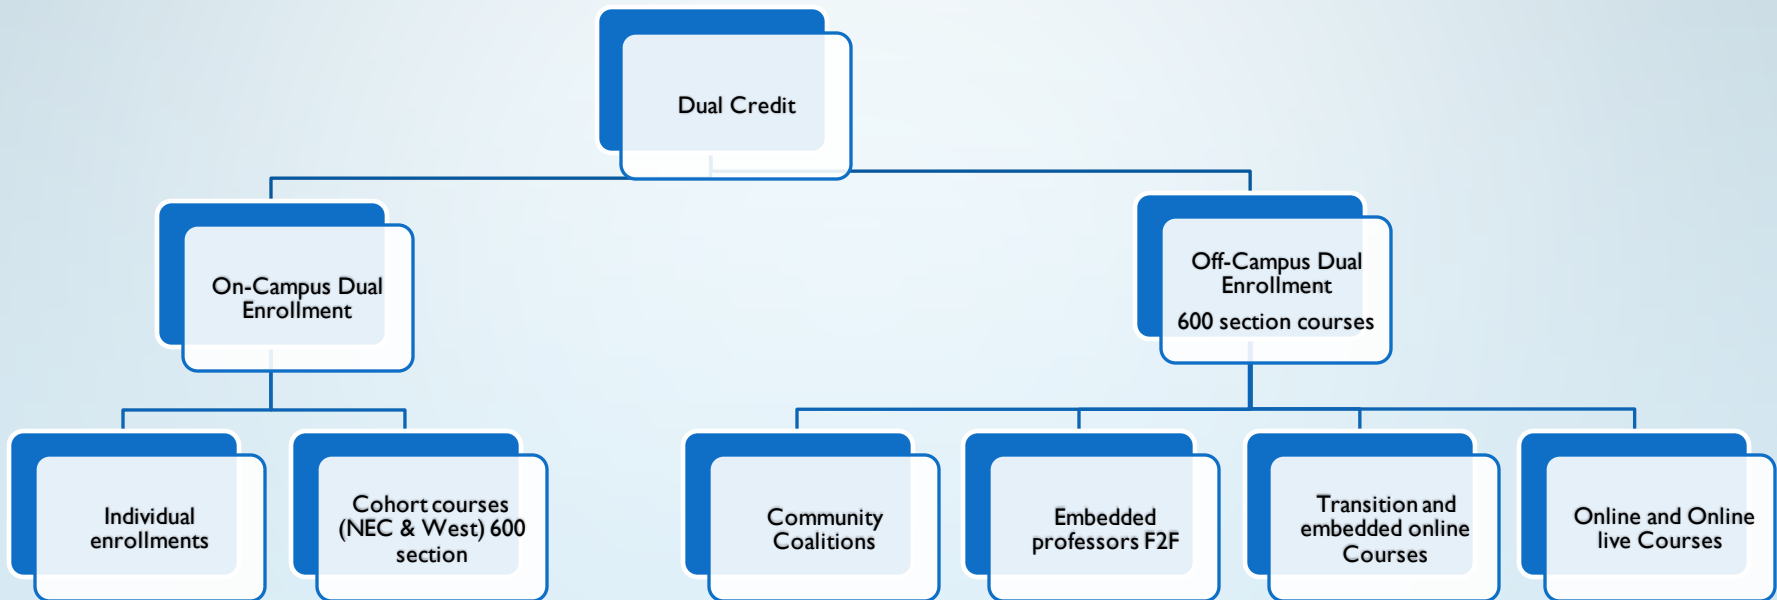 Dual Credit
On-Campus Dual
Enrollment
Off-Campus Dual
Enrollment
600 section courses
Individual
enrollments
Cohort courses
(NEC & West) 600
section
Community
Coalitions
Embedded
professors F2F
Transition and
embedded online
Courses
Online and Online
live Courses